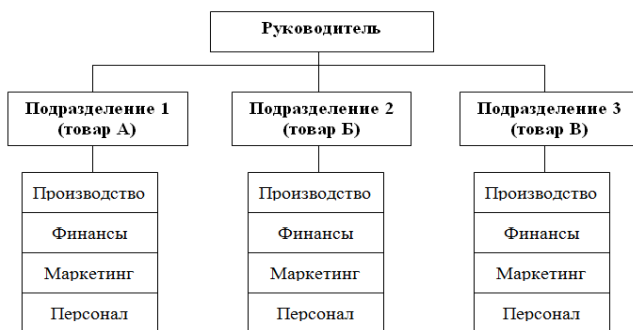 Руководитель
Подразделение 1
(товар А)
Подразделение 2
(товар Б)
Подразделение 3
(товар В)
Производство
Финансы
Маркетинг
Персонал
Производство
Финансы
Маркетинг
Персонал
Производство
Финансы
Маркетинг
Персонал